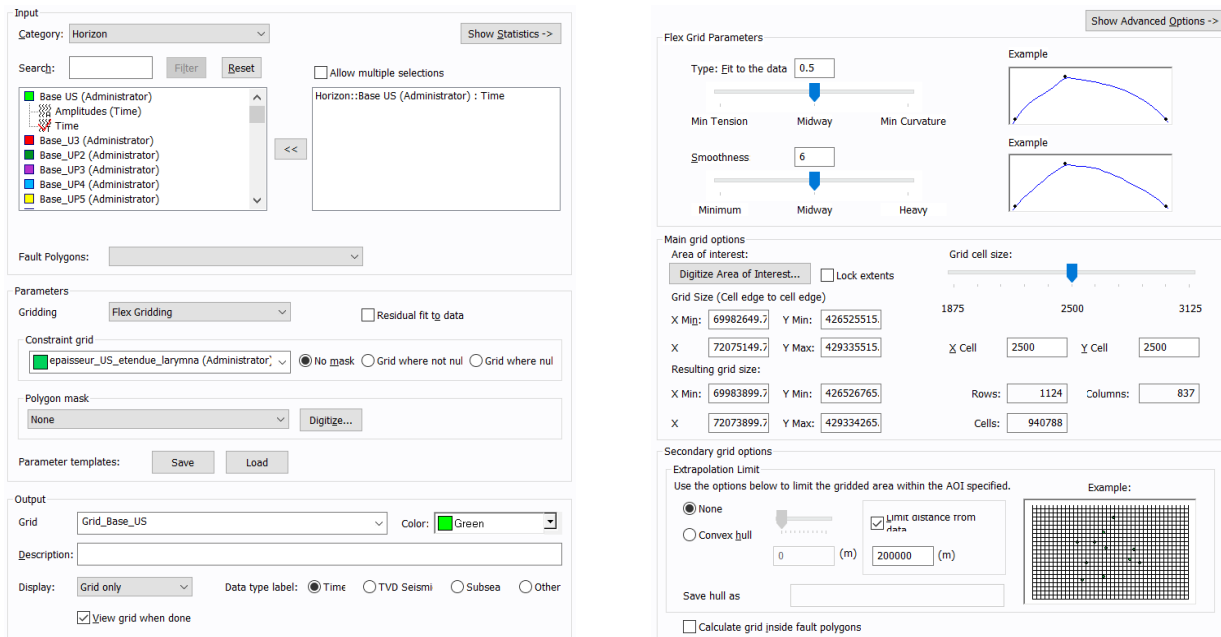 Input
Category: Horizon Show Statistics ->
Search: Filter Reset Allow multiple selections
Base US (Administrator)
Amplitudes (Time)
Time
Base_U3 (Administrator)
Base_UP2 (Administrator)
Base_UP3 (Administrator)
Base_UP4 (Administrator)
Base_UP5 (Administrator)
<<
Horizon::Base US (Administrator) : Time
Fault Polygons:
Parameters
Gridding Flex Gridding Residual fit to data
Constraint grid
epaisseur_US_etendue_larymna (Administrator) No mask Grid where not nul Grid where nul
Polygon mask
None Digitize...
Parameter templates: Save Load
Output
Grid Grid_Base_US Color: Green
Description:
Display: Grid only Data type label: Time TVD Seismi Subsea Other
View grid when done
Show Advanced Options ->
Flex Grid Parameters
Type: Fit to the data 0.5
Min Tension Midway Min Curvature
Example
Smoothness 6
Minimum Midway Heavy
Example
Main grid options
Area of interest:
Digitize Area of Interest... Lock extents
Grid cell size:
1875 2500 3125
Grid Size (Cell edge to cell edge)
X Min: 69982649.7 Y Min: 426525515.
X 72075149.7 Y Max: 429335515. X Cell 2500 Y Cell 2500
Resulting grid size:
X Min: 69983899.7 Y Min: 426526765. Rows: 1124 Columns: 837
X 72073899.7 Y Max: 429334265. Cells: 940788
Secondary grid options
Extrapolation Limit
Use the options below to limit the gridded area within the AOI specified.
None
Convex hull
0 (m)
Limit distance from
data
200000 (m)
Example:
Save hull as
Calculate grid inside fault polygons